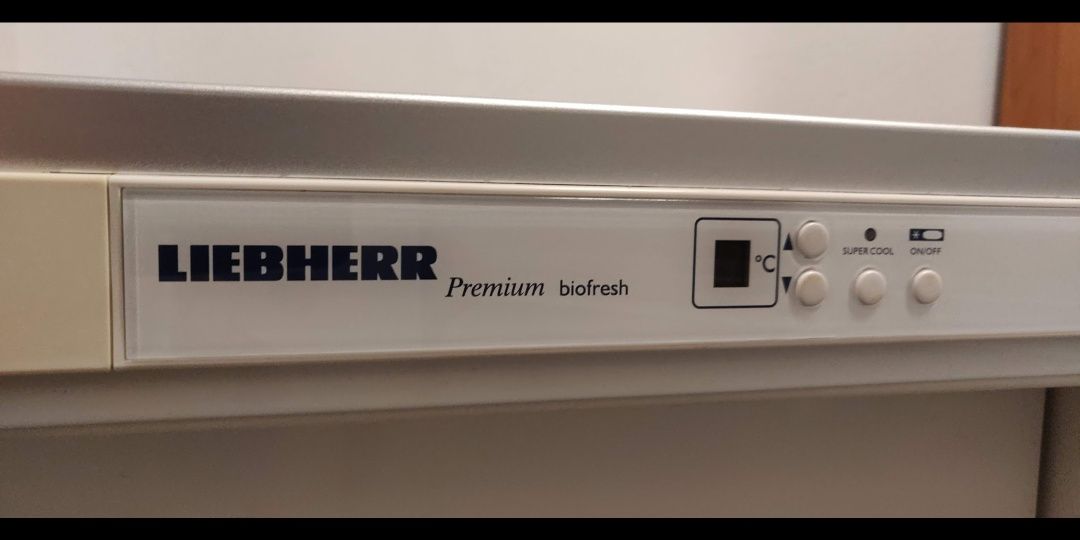 LIEBHERR
Premium biofresh
°C
SUPER COOL
ON/OFF